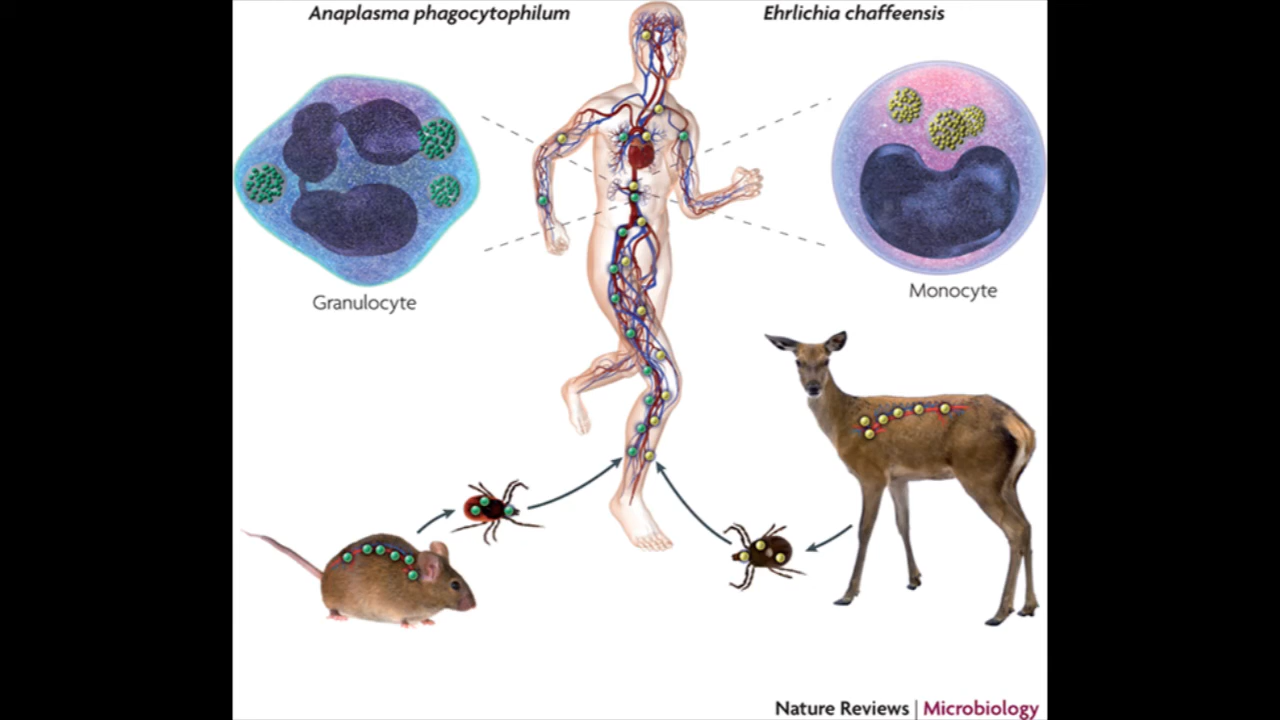 Anaplasma phagocytophilum
Ehrlichia chaffeensis
Granulocyte
Monocyte
Nature Reviews | Microbiology